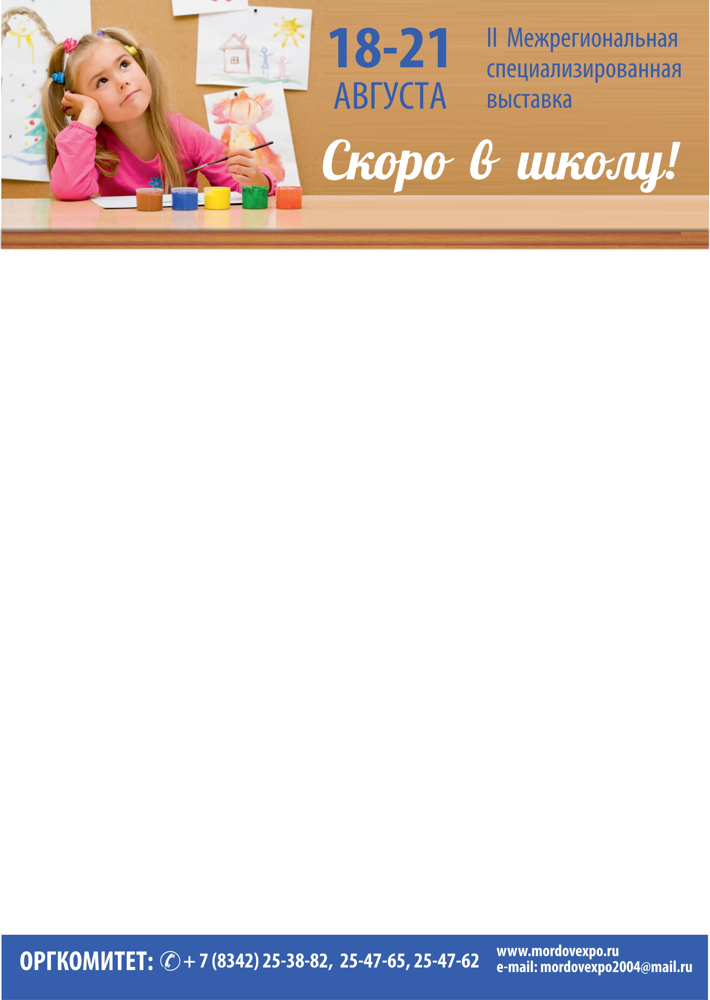 18-21
АВГУСТА
II Межрегиональная
специализированная
выставка
Скоро в школу!
ОРГКОМИТЕТ: ✆ + 7 (8342) 25-38-82, 25-47-65, 25-47-62
www.mordovexpo.ru
e-mail: mordovexpo2004@mail.ru